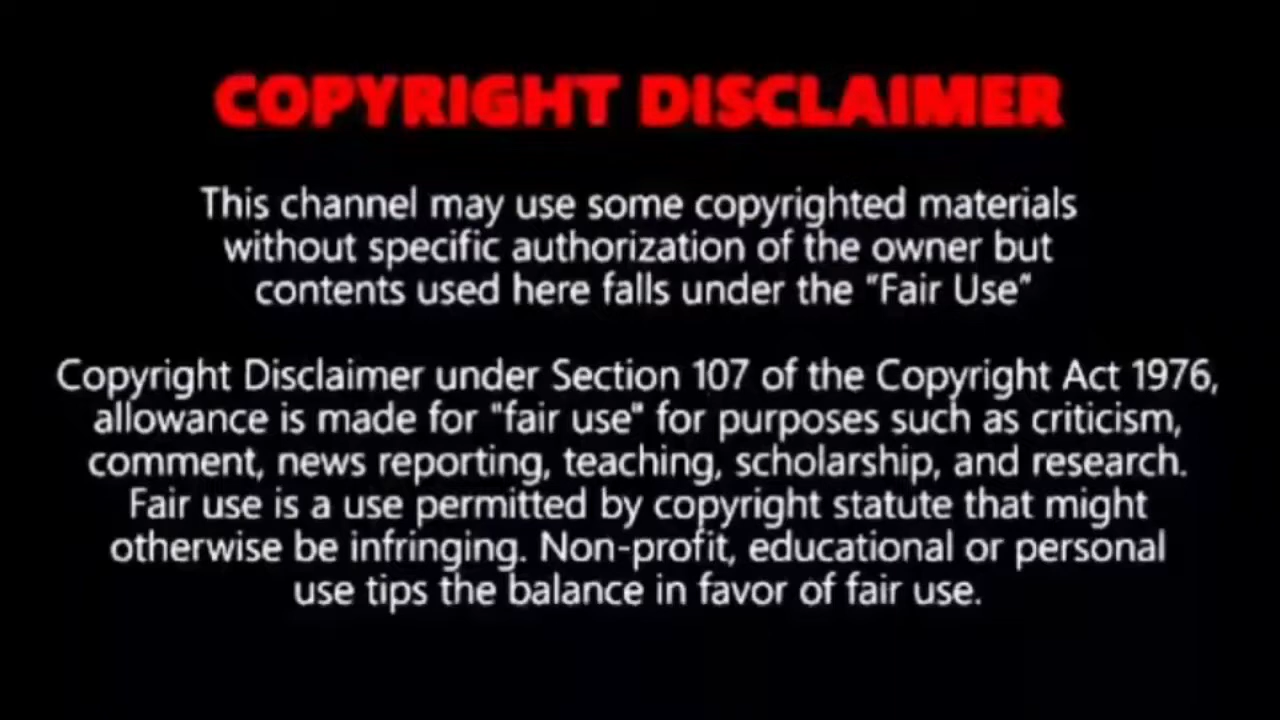 COPYRIGHT DISCLAIMER
This channel may use some copyrighted materials
without specific authorization of the owner but
contents used here falls under the "Fair Use"
Copyright Disclaimer under Section 107 of the Copyright Act 1976,
allowance is made for "fair use" for purposes such as criticism,
comment, news reporting, teaching, scholarship, and research.
Fair use is a use permitted by copyright statute that might
otherwise be infringing. Non-profit, educational or personal
use tips the balance in favor of fair use.